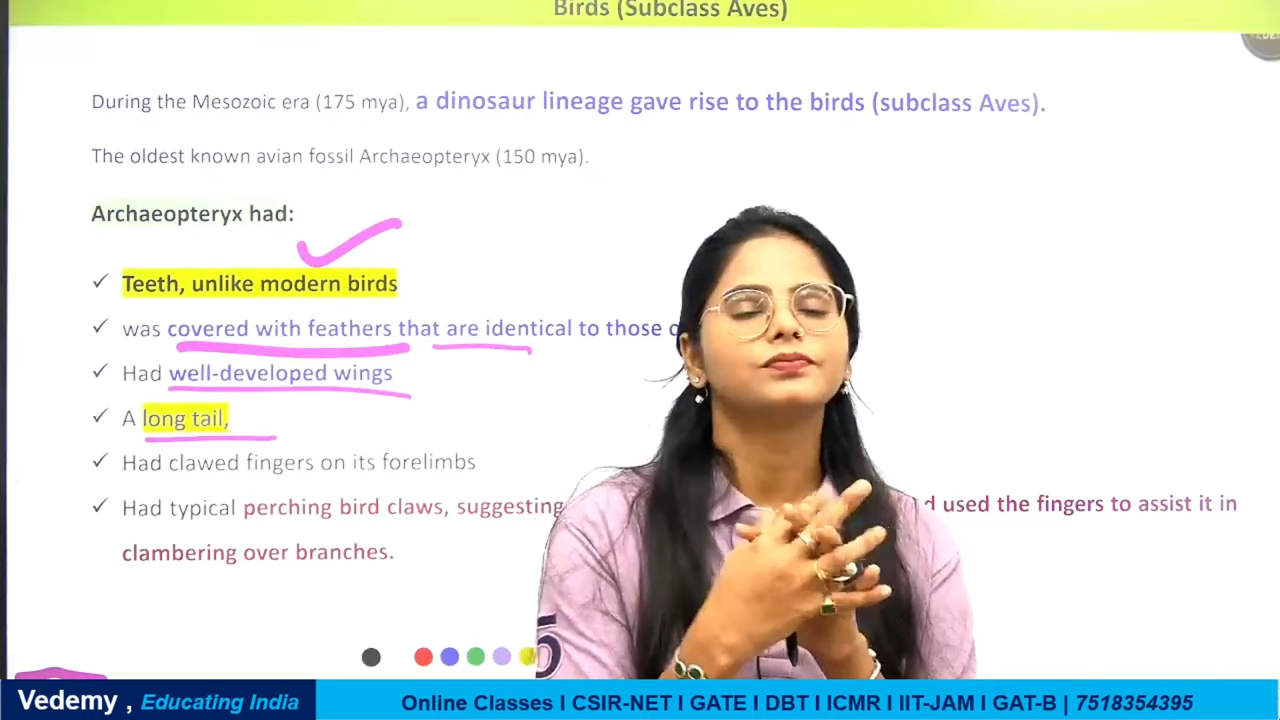 Birds (Subclass Aves)
During the Mesozoic era (175 mya), a dinosaur lineage gave rise to the birds (subclass Aves).
The oldest known avian fossil Archaeopteryx (150 mya).
Archaeopteryx had:
✓ Teeth, unlike modern birds
✓ was covered with feathers that are identical to those
✓ Had well-developed wings
✓ A long tail,
✓ Had clawed fingers on its forelimbs
✓ Had typical perching bird claws, suggesting used the fingers to assist it in
clambering over branches.
Vedemy , Educating India
Online Classes I CSIR-NET I GATE I DBT I ICMR I IIT-JAM I GAT-B | 7518354395